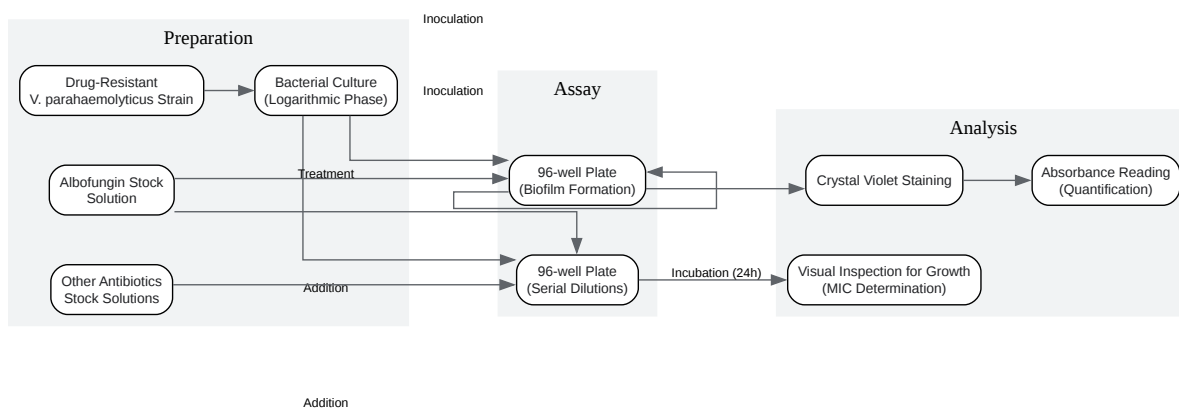 Inoculation
Preparation
Drug-Resistant
V. parahaemolyticus Strain
Bacterial Culture
(Logarithmic Phase)
Inoculation
Assay
Analysis
Albofungin Stock
Solution
Treatment
96-well Plate
(Biofilm Formation)
Crystal Violet Staining
Absorbance Reading
(Quantification)
Other Antibiotics
Stock Solutions
Addition
96-well Plate
(Serial Dilutions)
Incubation (24h)
Visual Inspection for Growth
(MIC Determination)
Addition